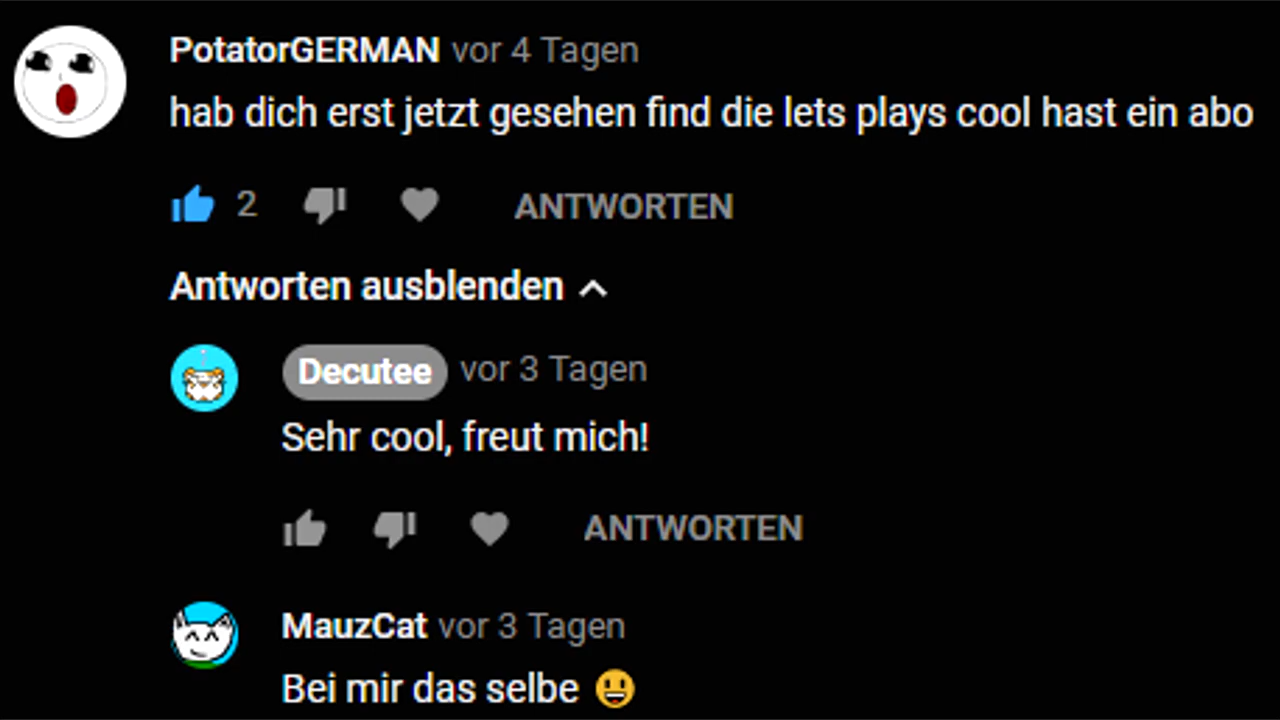 PotatorGERMAN vor 4 Tagen
hab dich erst jetzt gesehen find die lets plays cool hast ein abo
2 ANTWORTEN
Antworten ausblenden
Decutee vor 3 Tagen
Sehr cool, freut mich!
ANTWORTEN
MauzCat vor 3 Tagen
Bei mir das selbe 😃